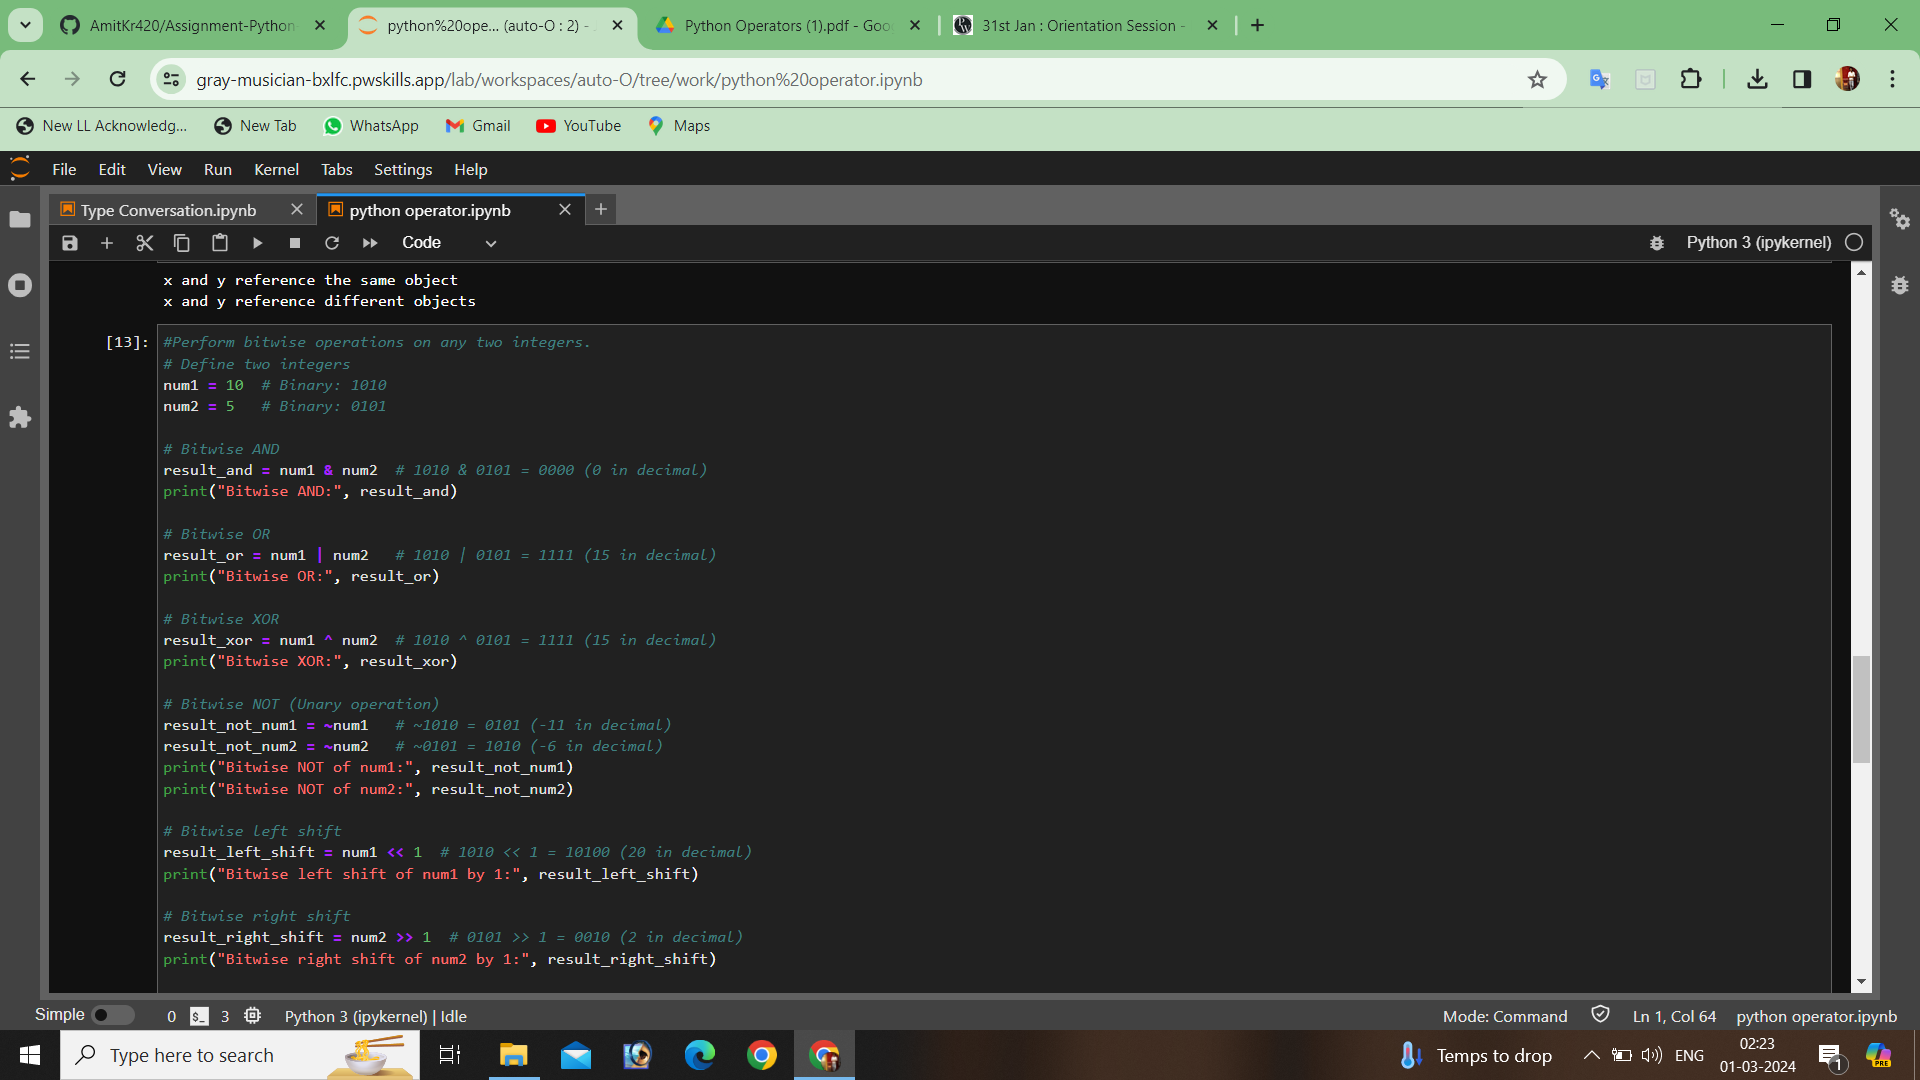 AmitKr420/Assignment-Python-
python%20ope... (auto-O : 2) -
Python Operators (1).pdf - Goo
31st Jan : Orientation Session -
gray-musician-bxlfc.pwskills.app/lab/workspaces/auto-O/tree/work/python%20operator.ipynb
New LL Acknowledg...
New Tab
WhatsApp
Gmail
YouTube
Maps
File Edit View Run Kernel Tabs Settings Help
Type Conversation.ipynb
python operator.ipynb
Code
Python 3 (ipykernel)
x and y reference the same object
x and y reference different objects
[13]:
#Perform bitwise operations on any two integers.
# Define two integers
num1 = 10  # Binary: 1010
num2 = 5   # Binary: 0101
# Bitwise AND
result_and = num1 & num2  # 1010 & 0101 = 0000 (0 in decimal)
print("Bitwise AND:", result_and)
# Bitwise OR
result_or = num1 | num2   # 1010 | 0101 = 1111 (15 in decimal)
print("Bitwise OR:", result_or)
# Bitwise XOR
result_xor = num1 ^ num2  # 1010 ^ 0101 = 1111 (15 in decimal)
print("Bitwise XOR:", result_xor)
# Bitwise NOT (Unary operation)
result_not_num1 = ~num1   # ~1010 = 0101 (-11 in decimal)
result_not_num2 = ~num2   # ~0101 = 1010 (-6 in decimal)
print("Bitwise NOT of num1:", result_not_num1)
print("Bitwise NOT of num2:", result_not_num2)
# Bitwise left shift
result_left_shift = num1 << 1  # 1010 << 1 = 10100 (20 in decimal)
print("Bitwise left shift of num1 by 1:", result_left_shift)
# Bitwise right shift
result_right_shift = num2 >> 1  # 0101 >> 1 = 0010 (2 in decimal)
print("Bitwise right shift of num2 by 1:", result_right_shift)
Simple 0 $_ 3 Python 3 (ipykernel) | Idle
Mode: Command
Ln 1, Col 64
python operator.ipynb
Type here to search
Temps to drop
ENG
02:23
01-03-2024
1
PRE